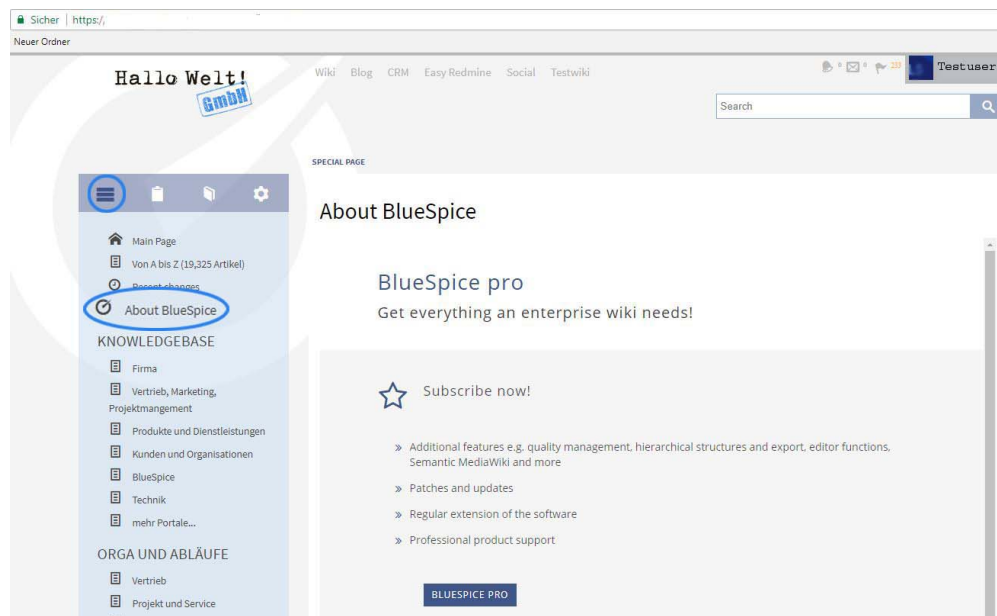 Sicher | https:/
Neuer Ordner
Hallo Welt!
GmbH
Wiki Blog CRM Easy Redmine Social Testwiki
Testuser
Search
SPECIAL PAGE
About BlueSpice
Main Page
Von A bis Z (19,325 Artikel)
Recent changes
About BlueSpice
KNOWLEDGEBASE
Firma
Vertrieb, Marketing,
Projektmangement
Produkte und Dienstleistungen
Kunden und Organisationen
BlueSpice
Technik
mehr Portale...
ORGA UND ABLÄUFE
Vertrieb
Projekt und Service
BlueSpice pro
Get everything an enterprise wiki needs!
Subscribe now!
» Additional features e.g. quality management, hierarchical structures and export, editor functions,
Semantic MediaWiki and more
» Patches and updates
» Regular extension of the software
» Professional product support
BLUESPICE PRO